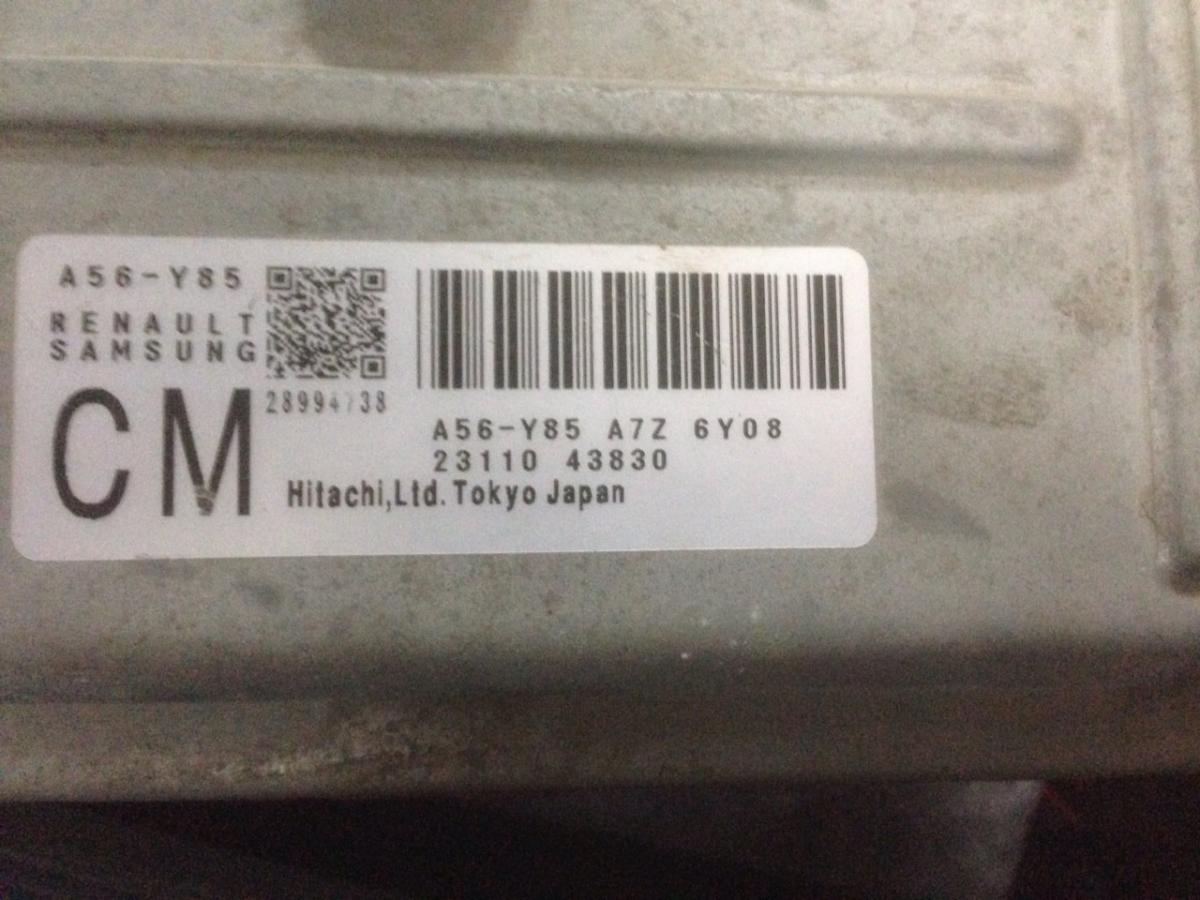 A56-Y85
RENAULT
SAMSUNG
CM
28994738
A56-Y85 A7Z 6Y08
23110 43830
Hitachi,Ltd. Tokyo Japan